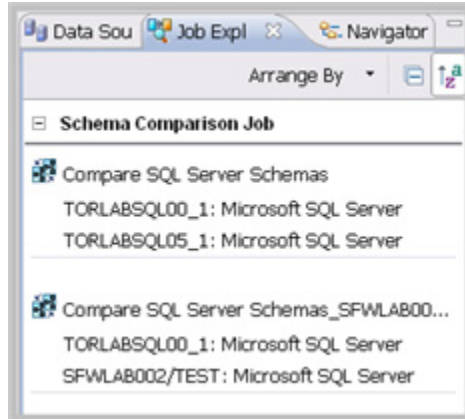 Data Sou Job Expl Navigator
Arrange By
Schema Comparison Job
Compare SQL Server Schemas
TORLABSQL00_1: Microsoft SQL Server
TORLABSQL05_1: Microsoft SQL Server
Compare SQL Server Schemas_SFWLAB00...
TORLABSQL00_1: Microsoft SQL Server
SFWLAB002/TEST: Microsoft SQL Server